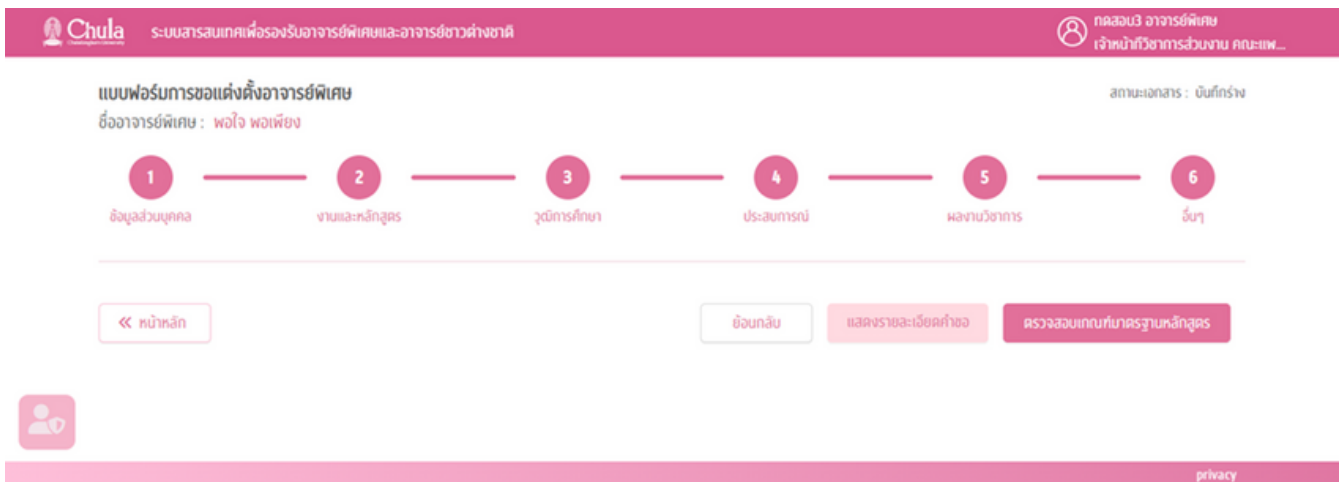 Chula
Chulalongkorn University
ระบบสารสนเทศเพื่อรองรับอาจารย์พิเศษและอาจารย์ชาวต่างชาติ
ทดสอบ3 อาจารย์พิเศษ
เจ้าหน้าที่วิชาการส่วนงาน คณะแพ...
แบบฟอร์มการขอแต่งตั้งอาจารย์พิเศษ
สถานะเอกสาร : บันทึกร่าง
ชื่ออาจารย์พิเศษ : พอใจ พอเพียง
1 2 3 4 5 6
ข้อมูลส่วนบุคคล งานและหลักสูตร วุฒิการศึกษา ประสบการณ์ ผลงานวิชาการ อื่นๆ
« หน้าหลัก ย้อนกลับ แสดงรายละเอียดคำขอ ตรวจสอบเกณฑ์มาตรฐานหลักสูตร
privacy